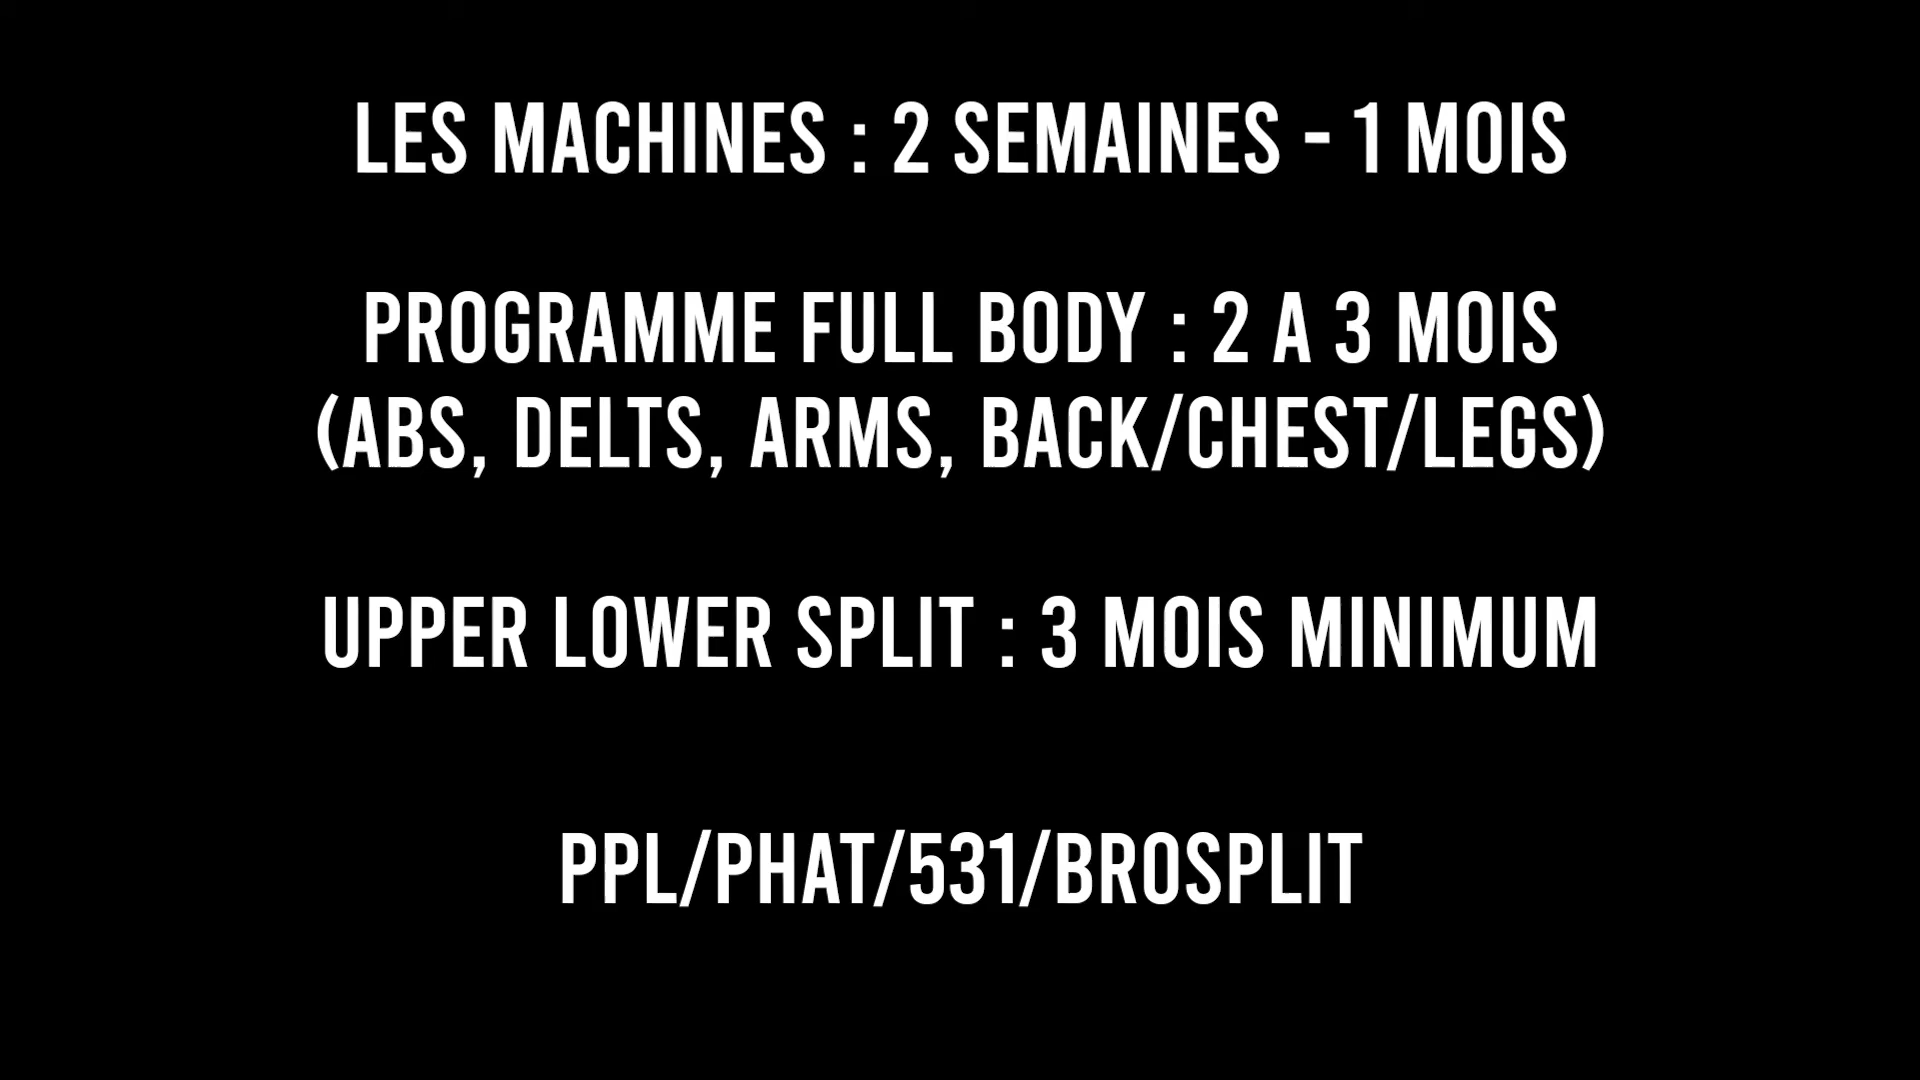 LES MACHINES : 2 SEMAINES - 1 MOIS
PROGRAMME FULL BODY : 2 A 3 MOIS
(ABS, DELTS, ARMS, BACK/CHEST/LEGS)
UPPER LOWER SPLIT : 3 MOIS MINIMUM
PPL/PHAT/531/BROSPLIT